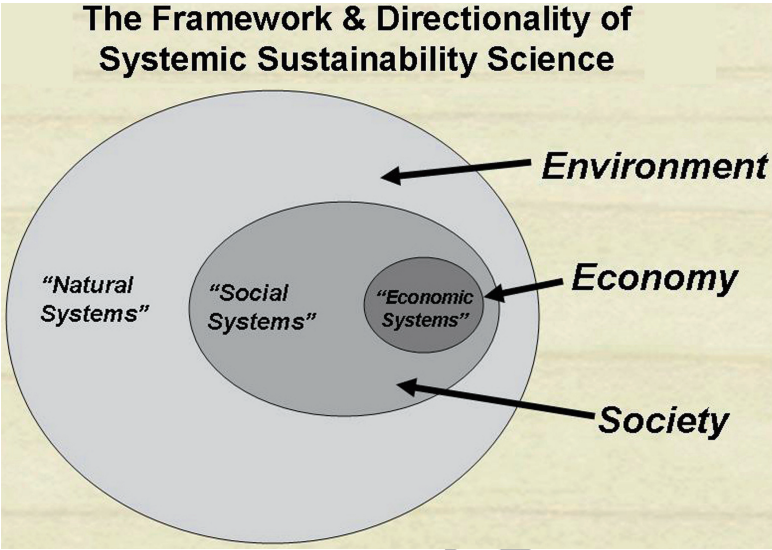 The Framework & Directionality of
Systemic Sustainability Science
Environment
"Natural
Systems"
"Social
Systems"
"Economic
Systems"
Economy
Society